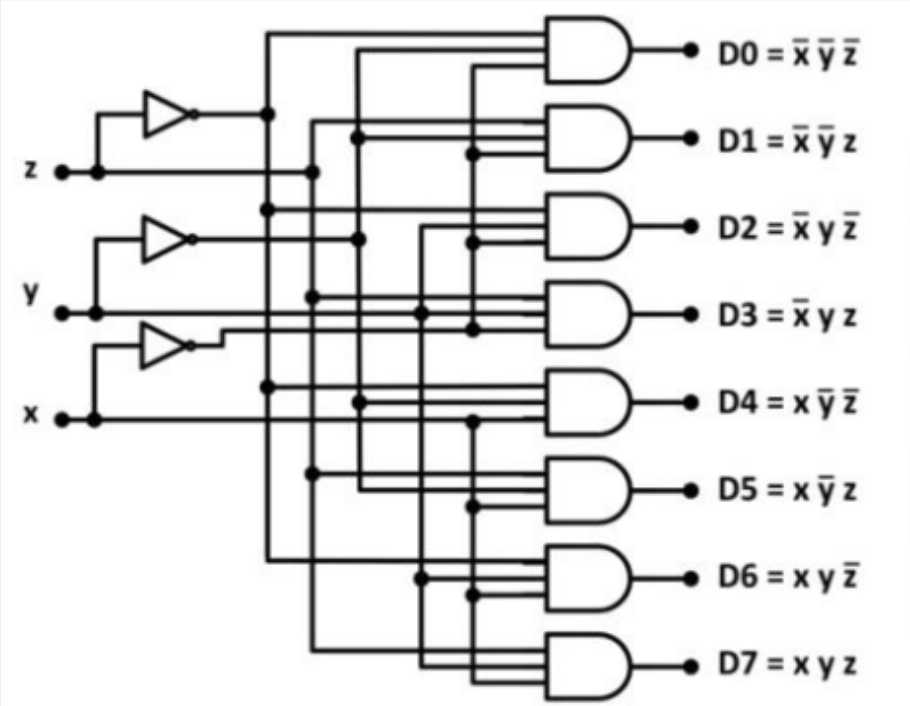 D0 = x̅ y̅ z̅
D1 = x̅ y̅ z
z
D2 = x̅ y z̅
y
D3 = x̅ y z
x
D4 = x y̅ z̅
D5 = x y̅ z
D6 = x y z̅
D7 = x y z